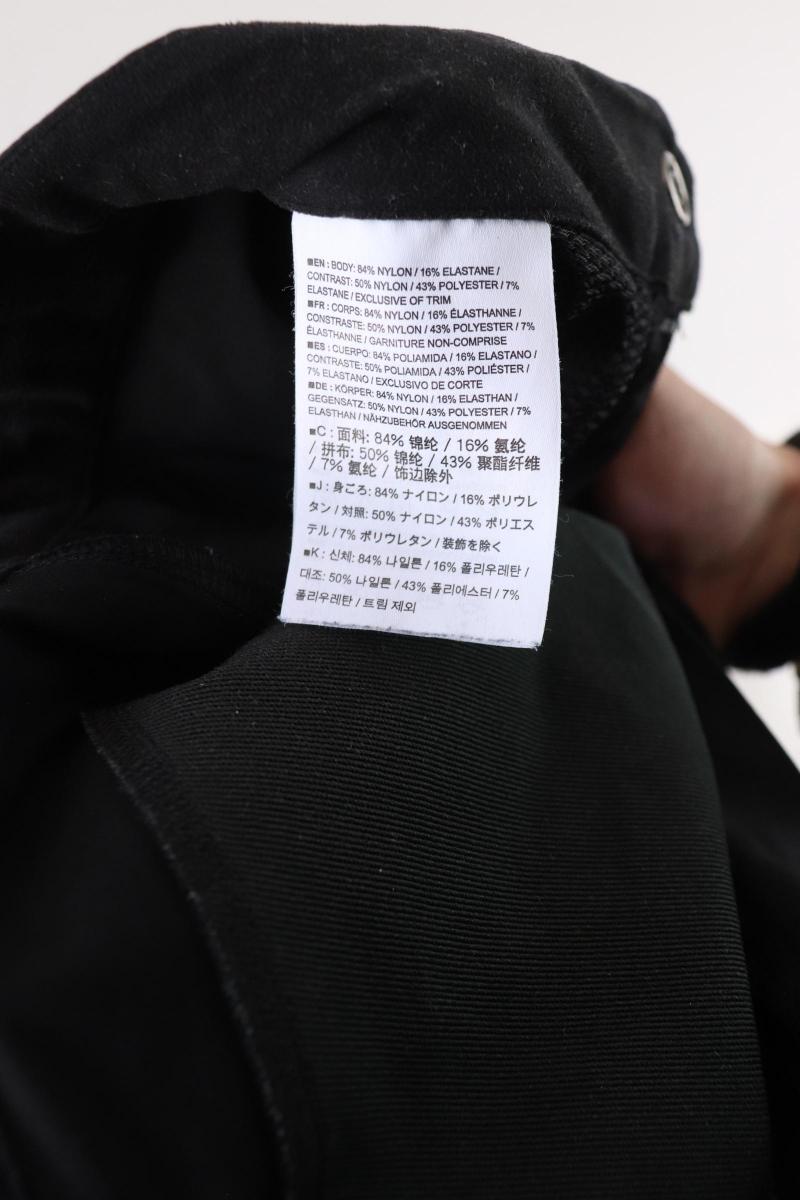 ■EN : BODY: 84% NYLON / 16% ELASTANE /
CONTRAST: 50% NYLON / 43% POLYESTER / 7%
ELASTANE / EXCLUSIVE OF TRIM
■FR : CORPS: 84% NYLON / 16% ÉLASTHANNE /
CONSTRASTE: 50% NYLON / 43% POLYESTER / 7%
ÉLASTHANNE / GARNITURE NON-COMPRISE
■ES : CUERPO: 84% POLIAMIDA / 16% ELASTANO /
CONTRASTE: 50% POLIAMIDA / 43% POLIÉSTER /
7% ELASTANO / EXCLUSIVO DE CORTE
■DE : KÖRPER: 84% NYLON / 16% ELASTHAN /
GEGENSATZ: 50% NYLON / 43% POLYESTER / 7%
ELASTHAN / NÄHZUBEHÖR AUSGENOMMEN
■C : 面料: 84% 锦纶 / 16% 氨纶
/ 拼布: 50% 锦纶 / 43% 聚酯纤维
/ 7% 氨纶 / 饰边除外
■J : 身ごろ: 84% ナイロン / 16% ポリウレ
タン / 対照: 50% ナイロン / 43% ポリエス
テル / 7% ポリウレタン / 装飾を除く
■K : 신체: 84% 나일론 / 16% 폴리우레탄 /
대조: 50% 나일론 / 43% 폴리에스터 / 7%
폴리우레탄 / 트림 제외